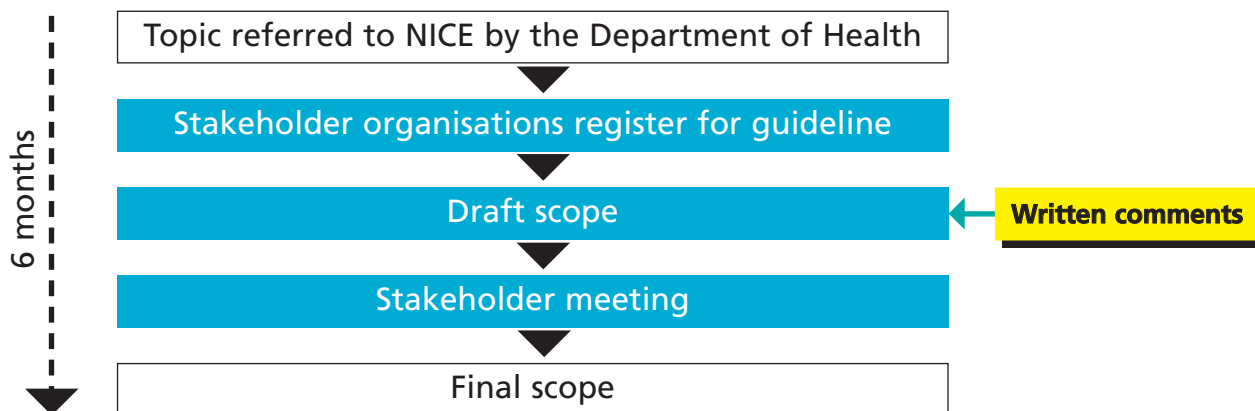 Topic referred to NICE by the Department of Health
Stakeholder organisations register for guideline
6 months
Draft scope
Written comments
Stakeholder meeting
Final scope